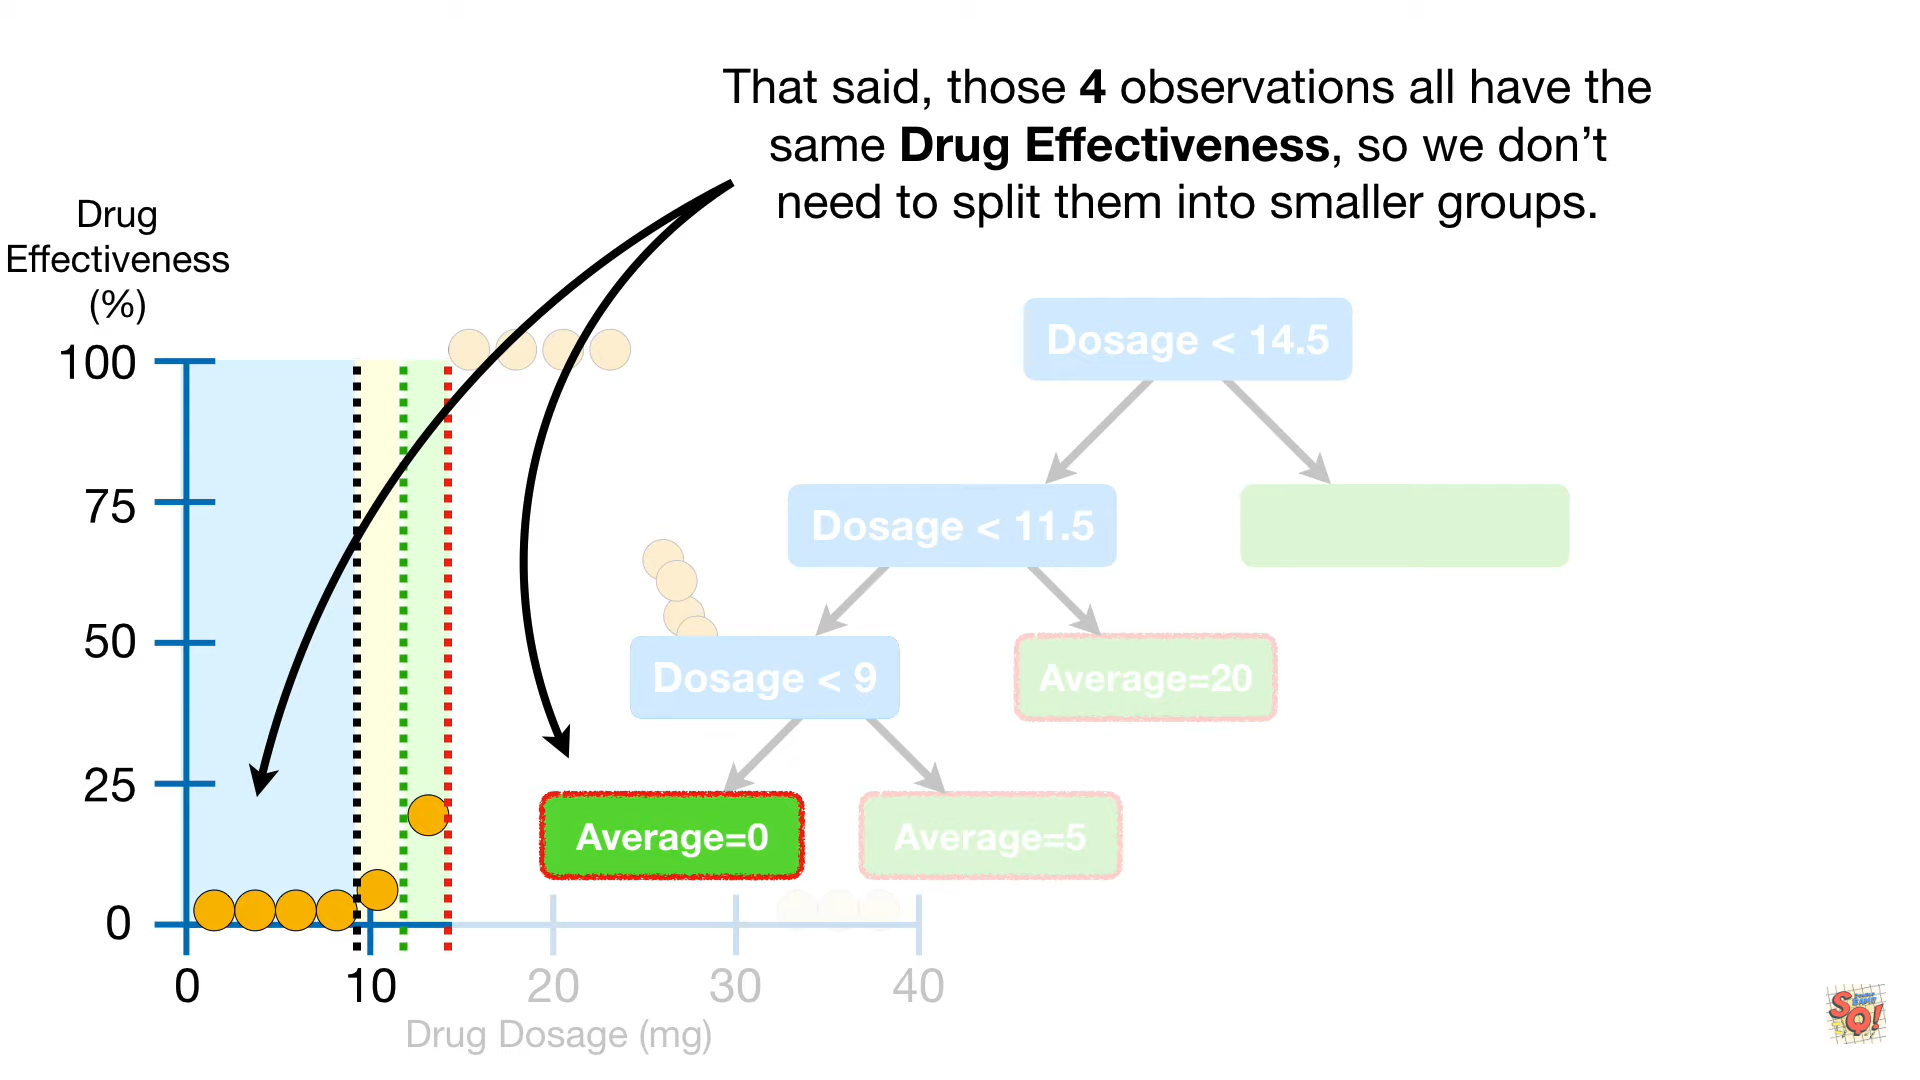 That said, those 4 observations all have the
same Drug Effectiveness, so we don’t
need to split them into smaller groups.
Drug
Effectiveness
(%)
100
75
50
25
0
0
10
20
30
40
Drug Dosage (mg)
Dosage < 14.5
Dosage < 11.5
Dosage < 9
Average=20
Average=0
Average=5
SQ!